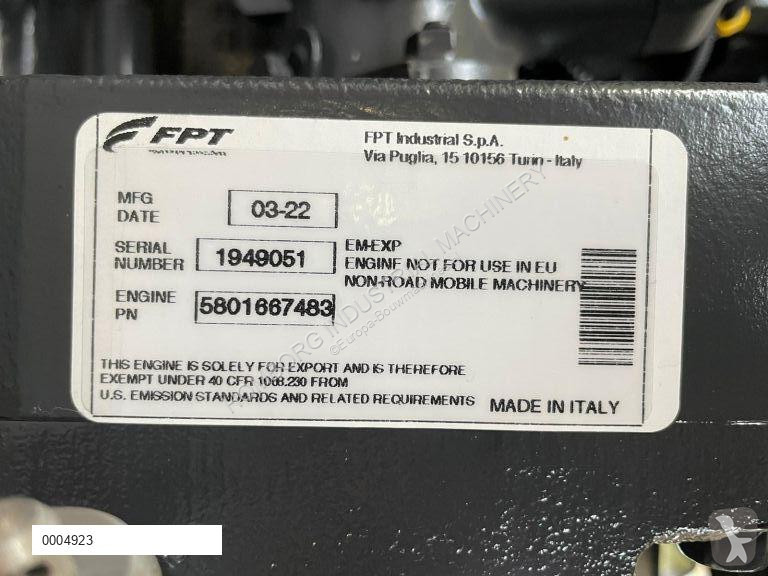 FPT
FPT Industrial S.p.A.
Via Puglia, 15 10156 Turin - Italy
MFG DATE
03-22
SERIAL NUMBER
1949051
EM-EXP
ENGINE NOT FOR USE IN EU
NON-ROAD MOBILE MACHINERY
ENGINE PN
5801667483
THIS ENGINE IS SOLELY FOR EXPORT AND IS THEREFORE
EXEMPT UNDER 40 CFR 1068.230 FROM
U.S. EMISSION STANDARDS AND RELATED REQUIREMENTS
MADE IN ITALY
INDUSTRIAL MACHINERY
0004923